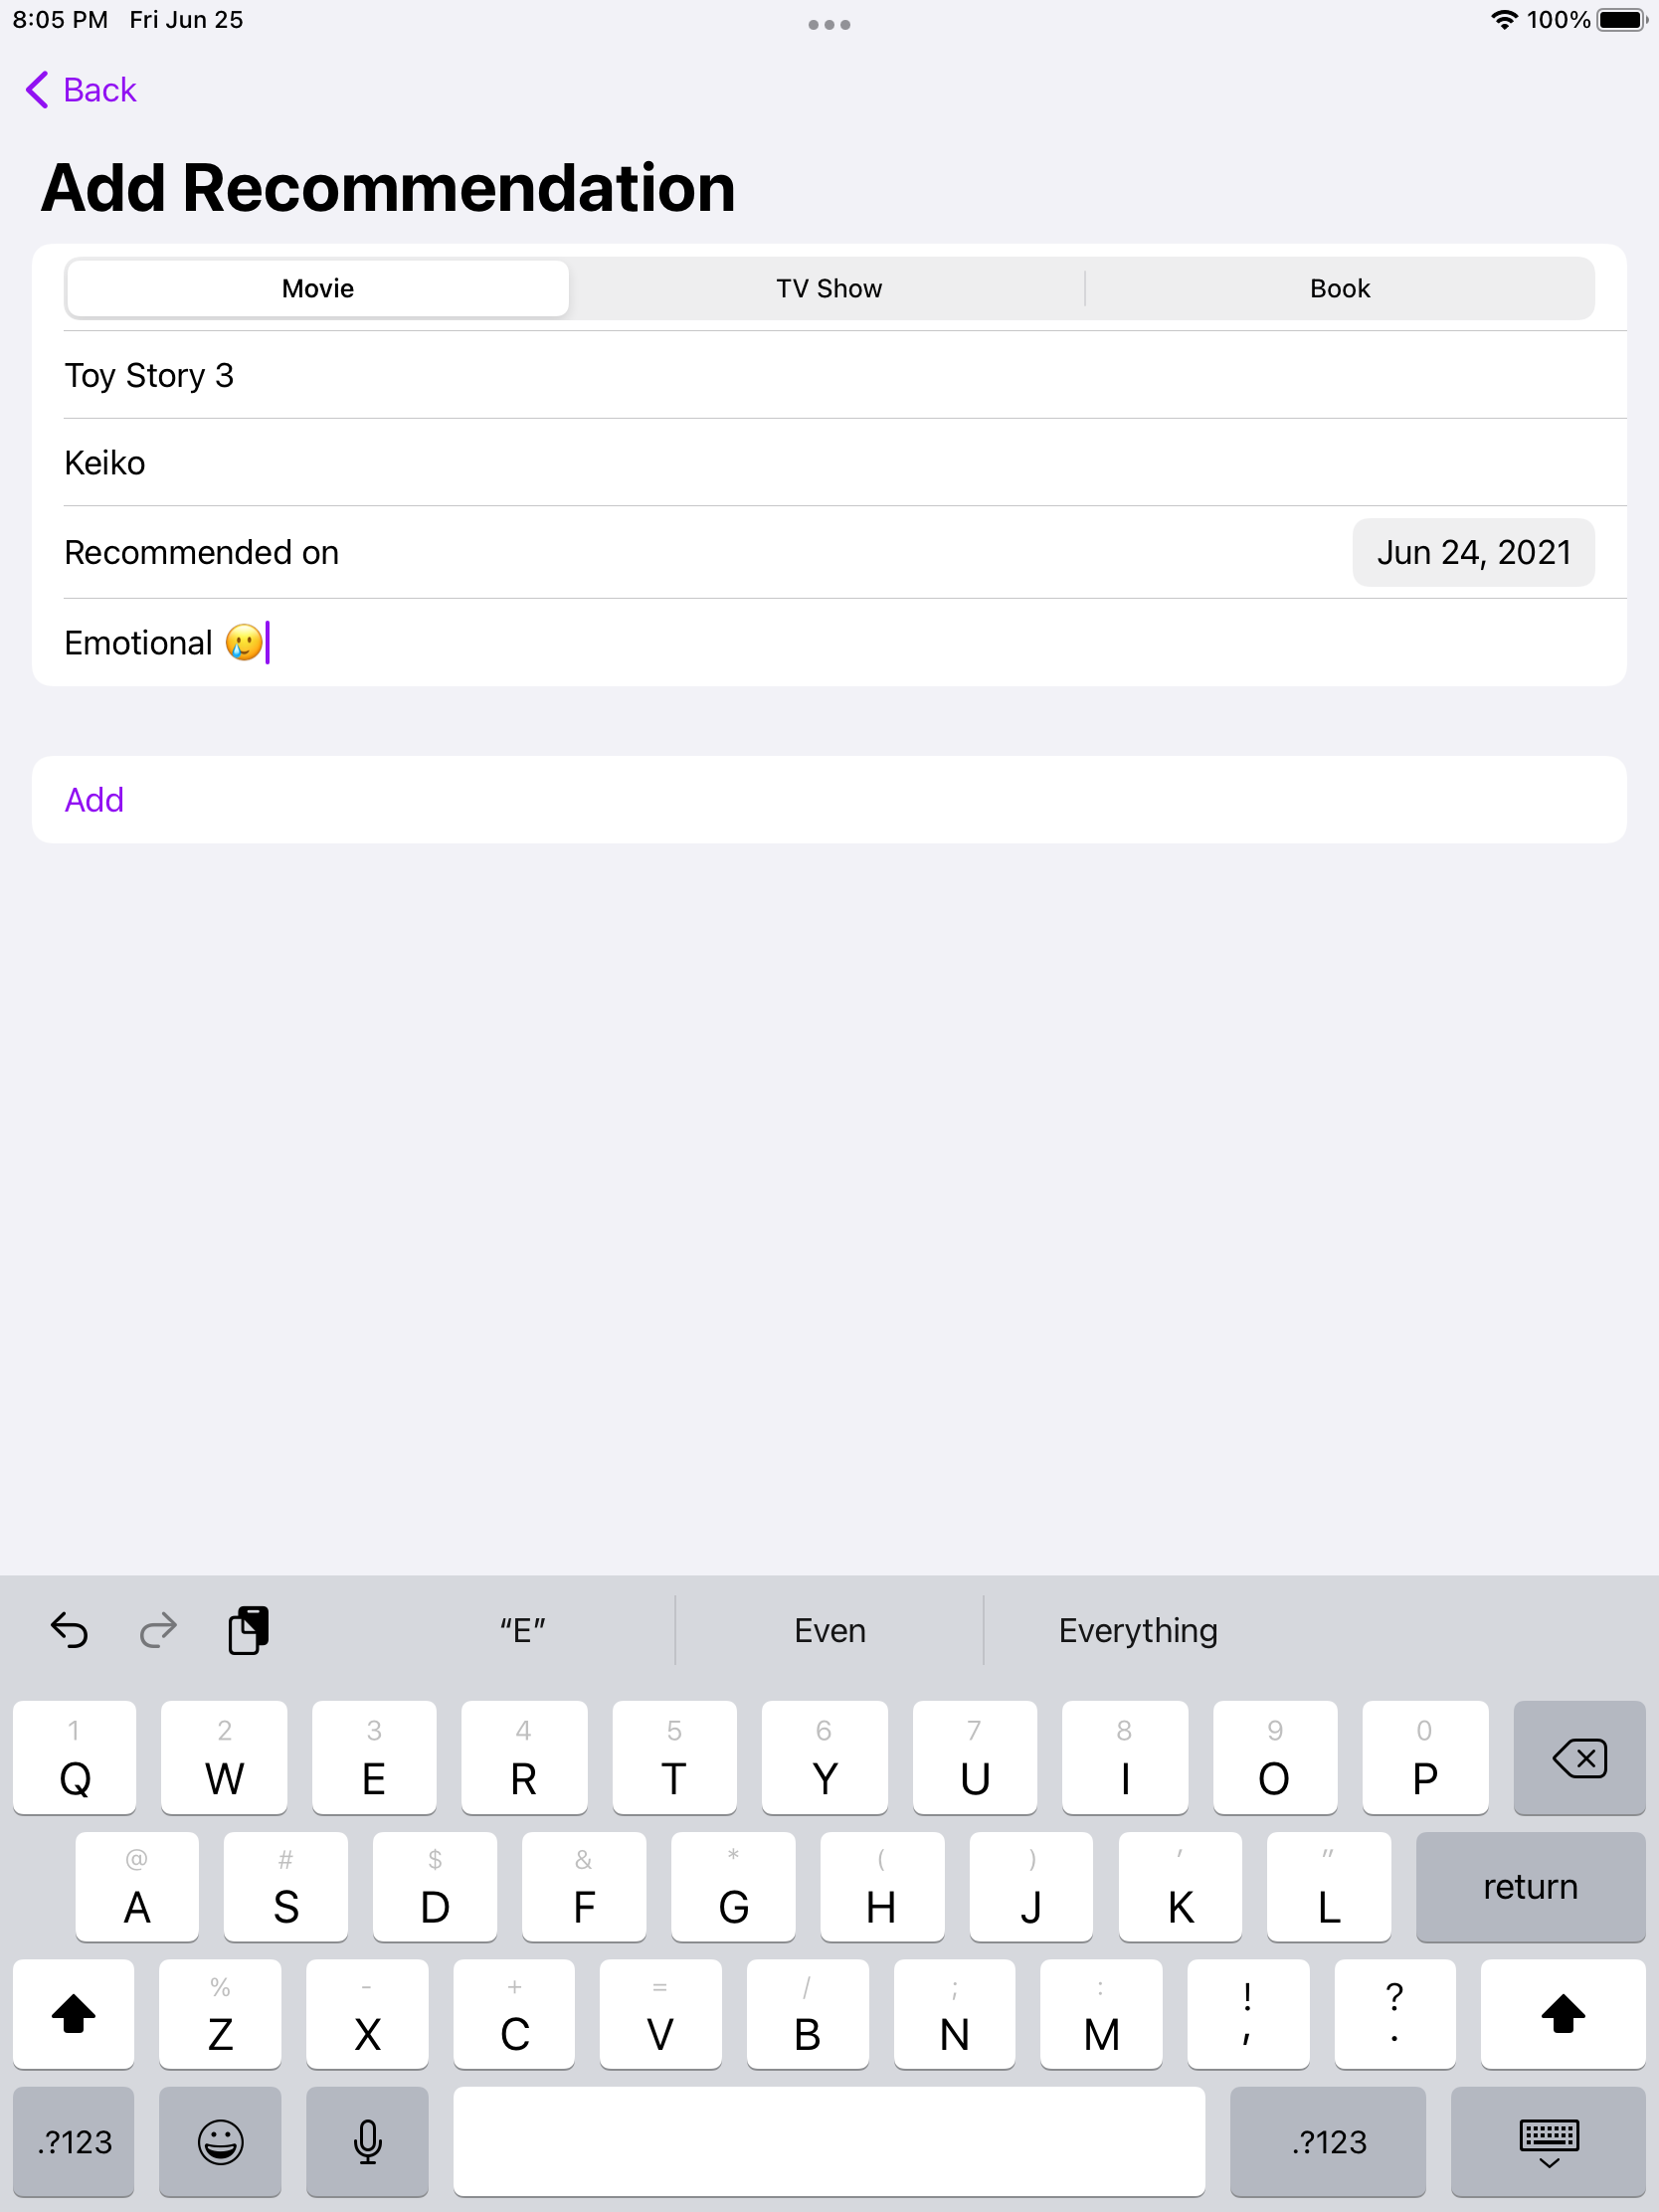 8:05 PM Fri Jun 25 100%
Back
Add Recommendation
Movie TV Show Book
Toy Story 3
Keiko
Recommended on Jun 24, 2021
Emotional 🥲
Add
“E” Even Everything
1 2 3 4 5 6 7 8 9 0
Q W E R T Y U I O P
@ # $ & * ( ) ' "
A S D F G H J K L return
% - + = / ; : ! ?
Z X C V B N M , .
.?123 .?123